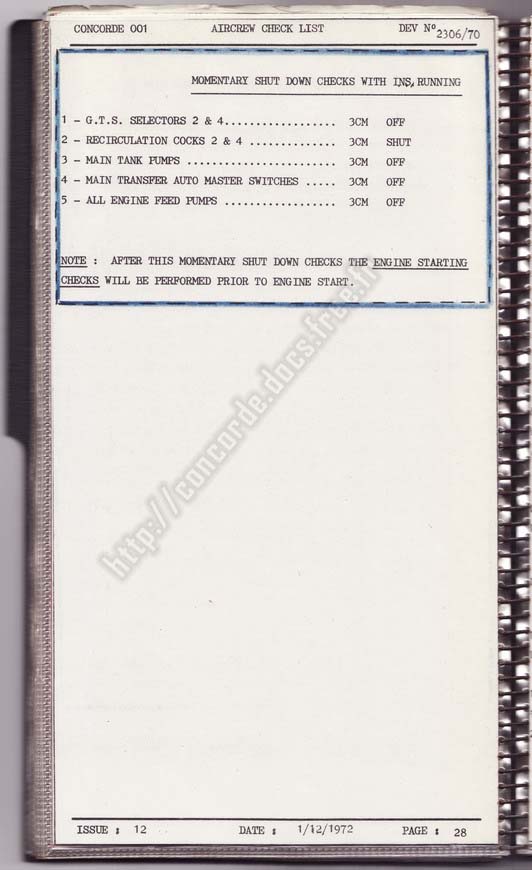 CONCORDE 001 AIRCREW CHECK LIST DEV N° 2306/70
MOMENTARY SHUT DOWN CHECKS WITH INS, RUNNING
1 - G.T.S. SELECTORS 2 & 4.................. 3CM OFF
2 - RECIRCULATION COCKS 2 & 4 .............. 3CM SHUT
3 - MAIN TANK PUMPS ........................ 3CM OFF
4 - MAIN TRANSFER AUTO MASTER SWITCHES ..... 3CM OFF
5 - ALL ENGINE FEED PUMPS .................. 3CM OFF
NOTE : AFTER THIS MOMENTARY SHUT DOWN CHECKS THE ENGINE STARTING
CHECKS WILL BE PERFORMED PRIOR TO ENGINE START.
http://concorde.docs.free.fr
ISSUE : 12 DATE : 1/12/1972 PAGE : 28